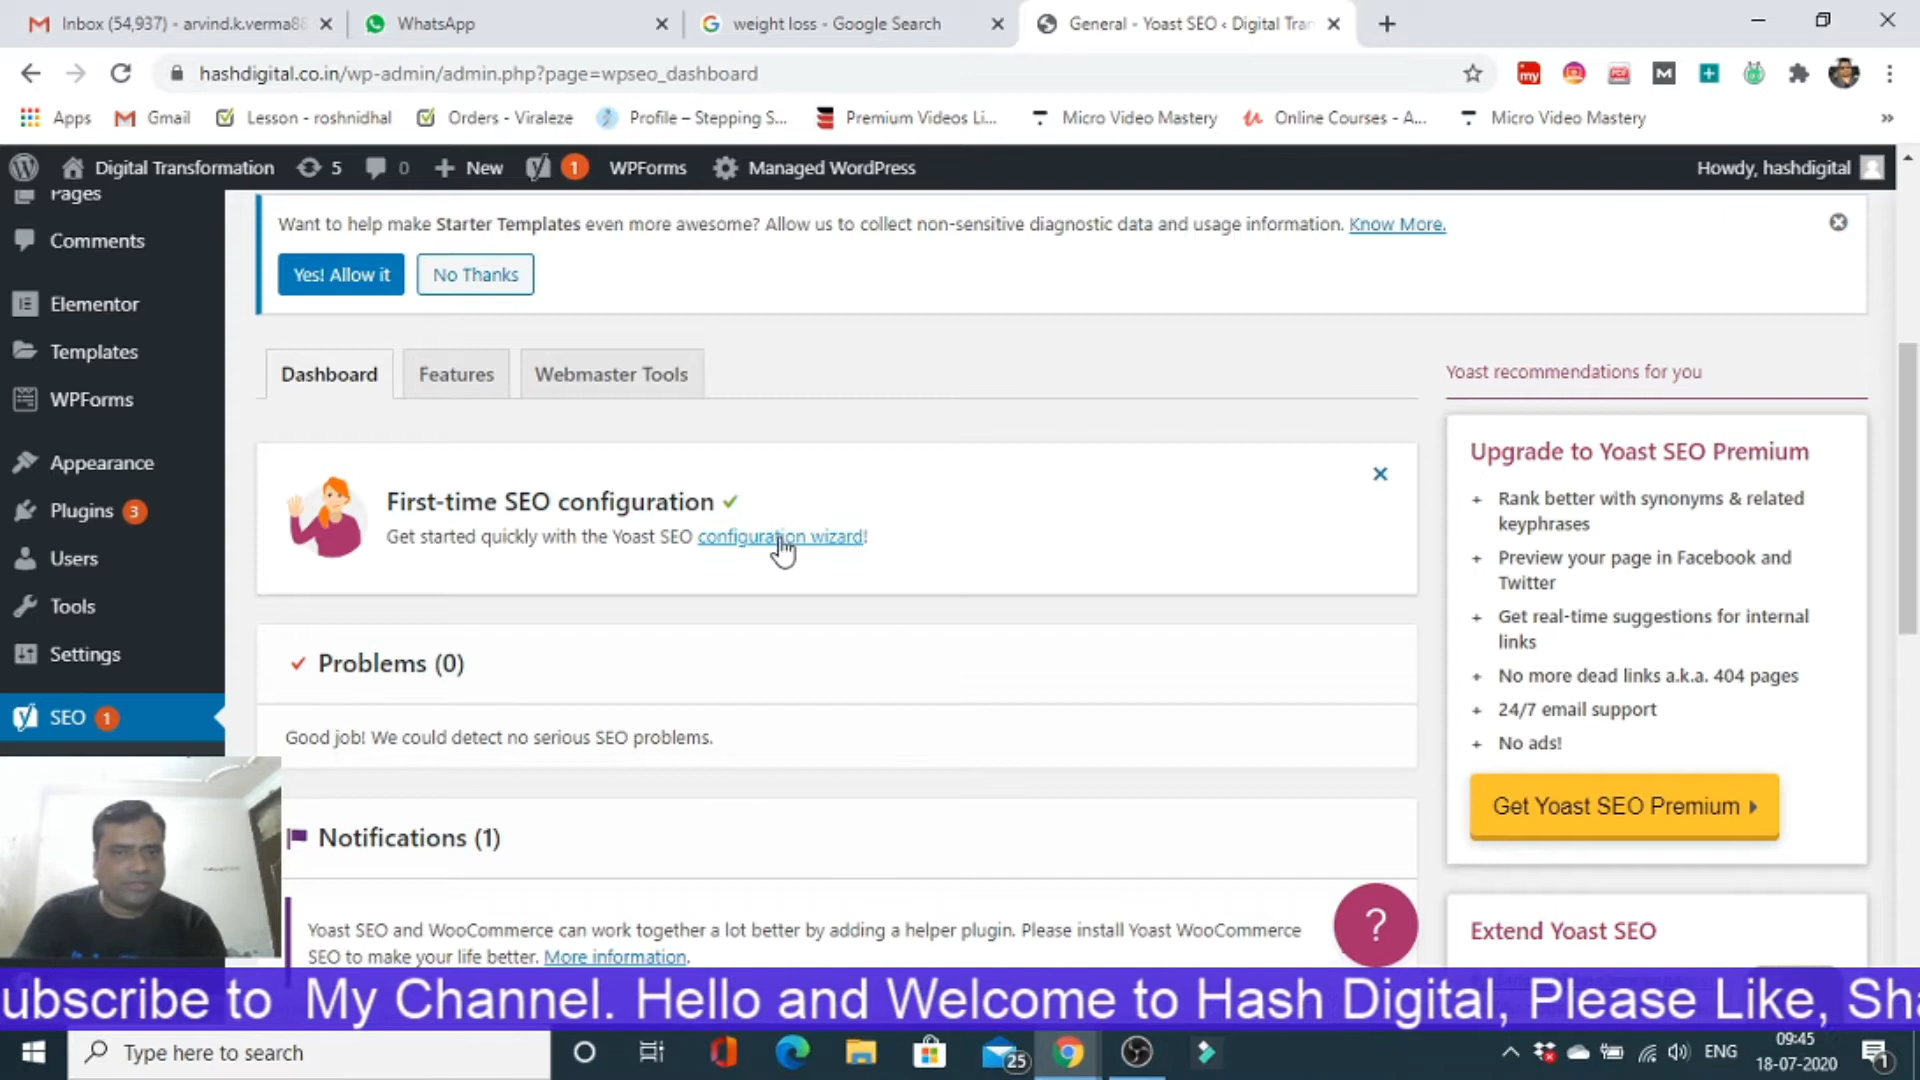 Inbox (54,937) - arvind.k.verma88
WhatsApp
weight loss - Google Search
General - Yoast SEO ‹ Digital Tran
hashdigital.co.in/wp-admin/admin.php?page=wpseo_dashboard
Apps
Gmail
Lesson - roshnidhal
Orders - Viraleze
Profile – Stepping S...
Premium Videos Li...
Micro Video Mastery
Online Courses - A...
Micro Video Mastery
»
Digital Transformation
5
0
+ New
1
WPForms
Managed WordPress
Howdy, hashdigital
Pages
Comments
Elementor
Templates
WPForms
Appearance
Plugins 3
Users
Tools
Settings
SEO 1
Want to help make Starter Templates even more awesome? Allow us to collect non-sensitive diagnostic data and usage information. Know More.
Yes! Allow it
No Thanks
Dashboard
Features
Webmaster Tools
First-time SEO configuration
Get started quickly with the Yoast SEO configuration wizard!
Problems (0)
Good job! We could detect no serious SEO problems.
Notifications (1)
Yoast SEO and WooCommerce can work together a lot better by adding a helper plugin. Please install Yoast WooCommerce
SEO to make your life better. More information.
?
Yoast recommendations for you
Upgrade to Yoast SEO Premium
+ Rank better with synonyms & related
keyphrases
+ Preview your page in Facebook and
Twitter
+ Get real-time suggestions for internal
links
+ No more dead links a.k.a. 404 pages
+ 24/7 email support
+ No ads!
Get Yoast SEO Premium
Extend Yoast SEO
ubscribe to My Channel. Hello and Welcome to Hash Digital, Please Like, Sha
Type here to search
25
ENG
09:45
18-07-2020
1